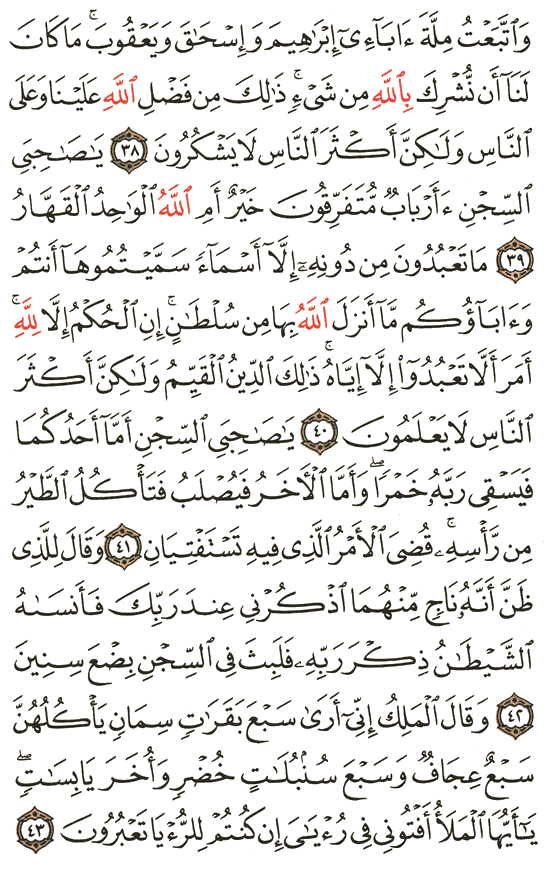 وَٱتَّبَعۡتُ مِلَّةَ ءَابَآءِيٓ إِبۡرَٰهِيمَ وَإِسۡحَٰقَ وَيَعۡقُوبَۚ مَا كَانَ
لَنَآ أَن نُّشۡرِكَ بِٱللَّهِ مِن شَيۡءٖۚ ذَٰلِكَ مِن فَضۡلِ ٱللَّهِ عَلَيۡنَا وَعَلَى
ٱلنَّاسِ وَلَٰكِنَّ أَكۡثَرَ ٱلنَّاسِ لَا يَشۡكُرُونَ ٣٨ يَٰصَٰحِبَيِ
ٱلسِّجۡنِ ءَأَرۡبَابٞ مُّتَفَرِّقُونَ خَيۡرٌ أَمِ ٱللَّهُ ٱلۡوَٰحِدُ ٱلۡقَهَّارُ
٣٩ مَا تَعۡبُدُونَ مِن دُونِهِۦٓ إِلَّآ أَسۡمَآءٗ سَمَّيۡتُمُوهَآ أَنتُمۡ
وَءَابَآؤُكُم مَّآ أَنزَلَ ٱللَّهُ بِهَا مِن سُلۡطَٰنٍۚ إِنِ ٱلۡحُكۡمُ إِلَّا لِلَّهِۚ
أَمَرَ أَلَّا تَعۡبُدُوٓاْ إِلَّآ إِيَّاهُۚ ذَٰلِكَ ٱلدِّينُ ٱلۡقَيِّمُ وَلَٰكِنَّ أَكۡثَرَ
ٱلنَّاسِ لَا يَعۡلَمُونَ ٤٠ يَٰصَٰحِبَيِ ٱلسِّجۡنِ أَمَّآ أَحَدُكُمَا
فَيَسۡقِي رَبَّهُۥ خَمۡرٗاۖ وَأَمَّا ٱلۡأٓخَرُ فَيُصۡلَبُ فَتَأۡكُلُ ٱلطَّيۡرُ
مِن رَّأۡسِهِۦۚ قُضِيَ ٱلۡأَمۡرُ ٱلَّذِي فِيهِ تَسۡتَفۡتِيَانِ ٤١ وَقَالَ لِلَّذِي
ظَنَّ أَنَّهُۥ نَاجٖ مِّنۡهُمَا ٱذۡكُرۡنِي عِندَ رَبِّكَ فَأَنسَىٰهُ
ٱلشَّيۡطَٰنُ ذِكۡرَ رَبِّهِۦ فَلَبِثَ فِي ٱلسِّجۡنِ بِضۡعَ سِنِينَ
٤٢ وَقَالَ ٱلۡمَلِكُ إِنِّيٓ أَرَىٰ سَبۡعَ بَقَرَٰتٖ سِمَانٖ يَأۡكُلُهُنَّ
سَبۡعٌ عِجَافٞ وَسَبۡعَ سُنۢبُلَٰتٍ خُضۡرٖ وَأُخَرَ يَابِسَٰتٖۖ
يَٰٓأَيُّهَا ٱلۡمَلَأُ أَفۡتُونِي فِي رُءۡيَٰيَ إِن كُنتُمۡ لِلرُّءۡيَا تَعۡبُرُونَ ٤٣